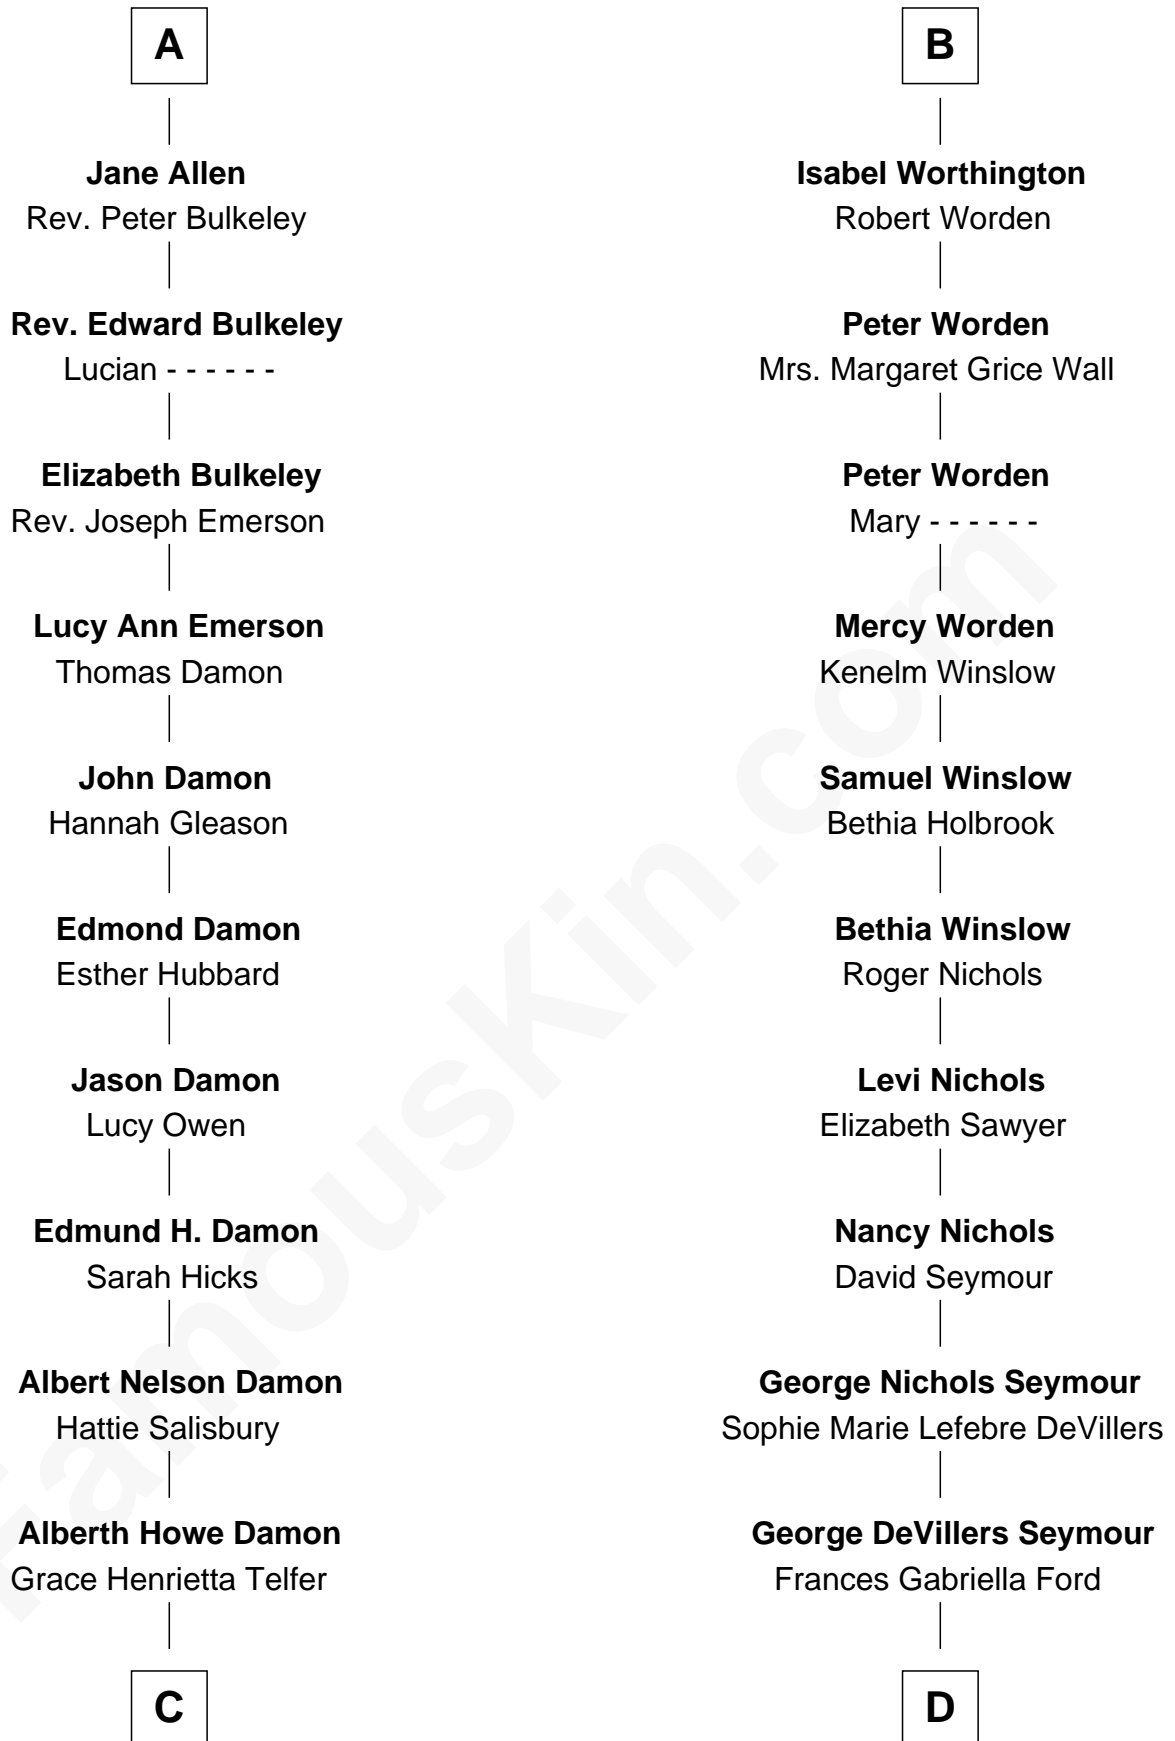 A
Jane Allen
Rev. Peter Bulkeley
Rev. Edward Bulkeley
Lucian - - - - - -
Elizabeth Bulkeley
Rev. Joseph Emerson
Lucy Ann Emerson
Thomas Damon
John Damon
Hannah Gleason
Edmond Damon
Esther Hubbard
Jason Damon
Lucy Owen
Edmund H. Damon
Sarah Hicks
Albert Nelson Damon
Hattie Salisbury
Alberth Howe Damon
Grace Henrietta Telfer
C
B
Isabel Worthington
Robert Worden
Peter Worden
Mrs. Margaret Grice Wall
Peter Worden
Mary - - - - - -
Mercy Worden
Kenelm Winslow
Samuel Winslow
Bethia Holbrook
Bethia Winslow
Roger Nichols
Levi Nichols
Elizabeth Sawyer
Nancy Nichols
David Seymour
George Nichols Seymour
Sophie Marie Lefebre DeVillers
George DeVillers Seymour
Frances Gabriella Ford
D
FamousKin.com